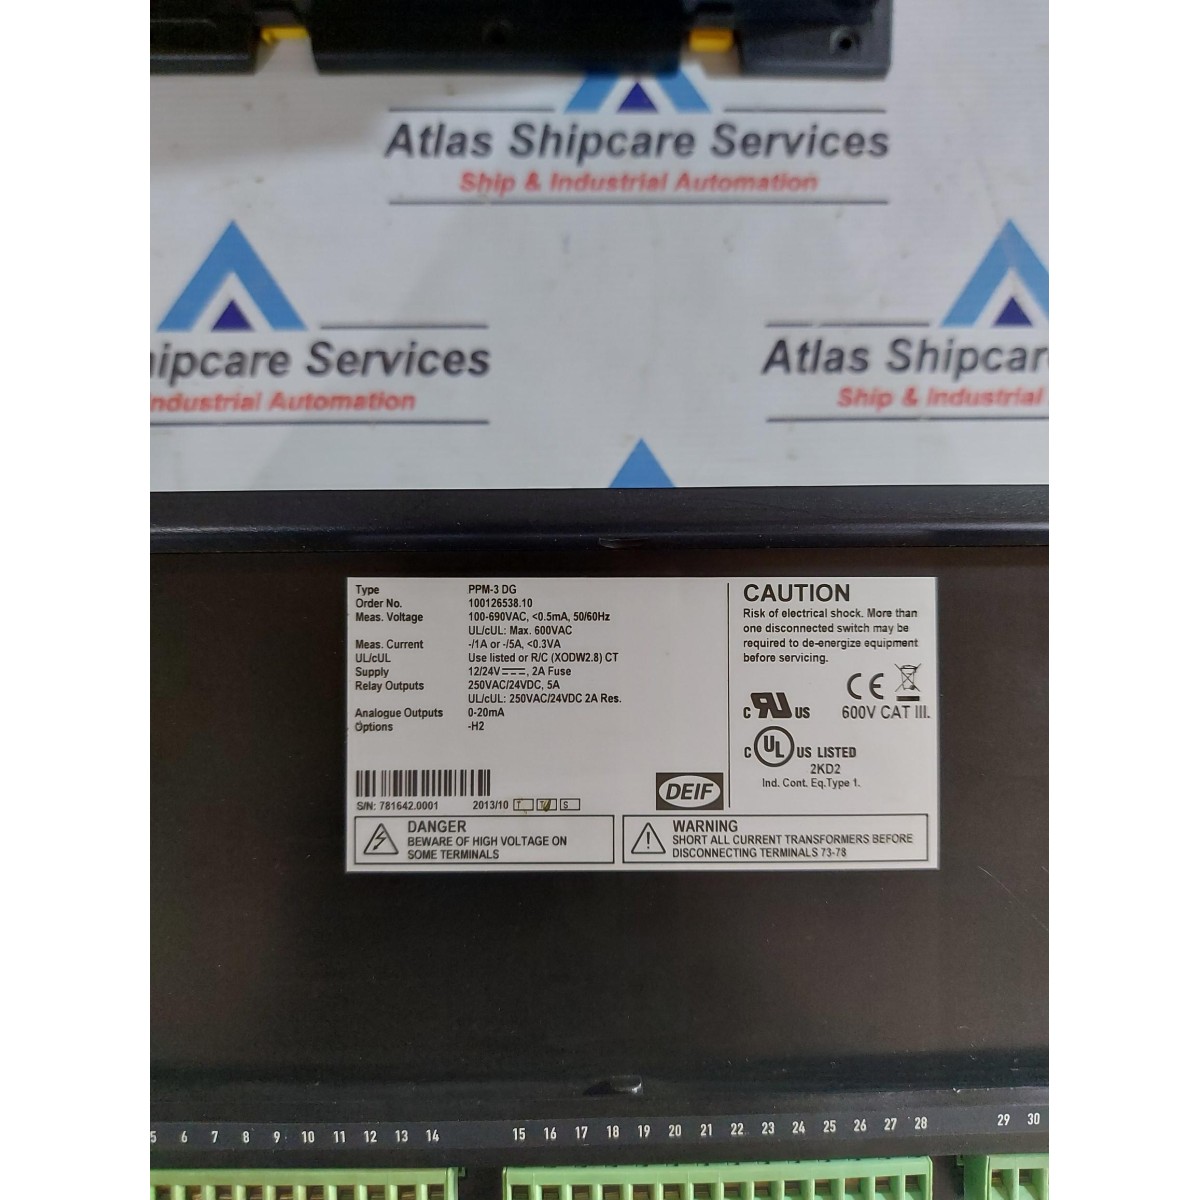 Atlas Shipcare Services
Ship & Industrial Automation
ipcare Services
ndustrial Automation
Atlas Shipcar
Ship & Industrial
Type PPM-3 DG
Order No. 100126538.10
Meas. Voltage 100-690VAC, <0.5mA, 50/60Hz
UL/cUL: Max. 600VAC
Meas. Current -/1A or -/5A, <0.3VA
UL/cUL Use listed or R/C (XODW2.8) CT
Supply 12/24V, 2A Fuse
Relay Outputs 250VAC/24VDC, 5A
UL/cUL: 250VAC/24VDC 2A Res.
Analogue Outputs 0-20mA
Options -H2
S/N: 781642.0001 2013/10 T S
DEIF
CAUTION
Risk of electrical shock. More than
one disconnected switch may be
required to de-energize equipment
before servicing.
CE
c RU US 600V CAT III.
c UL US LISTED
2KD2
Ind. Cont. Eq.Type 1.
DANGER
BEWARE OF HIGH VOLTAGE ON
SOME TERMINALS
WARNING
SHORT ALL CURRENT TRANSFORMERS BEFORE
DISCONNECTING TERMINALS 73-78
5 6 7 8 9 10 11 12 13 14 15 16 17 18 19 20 21 22 23 24 25 26 27 28 29 30